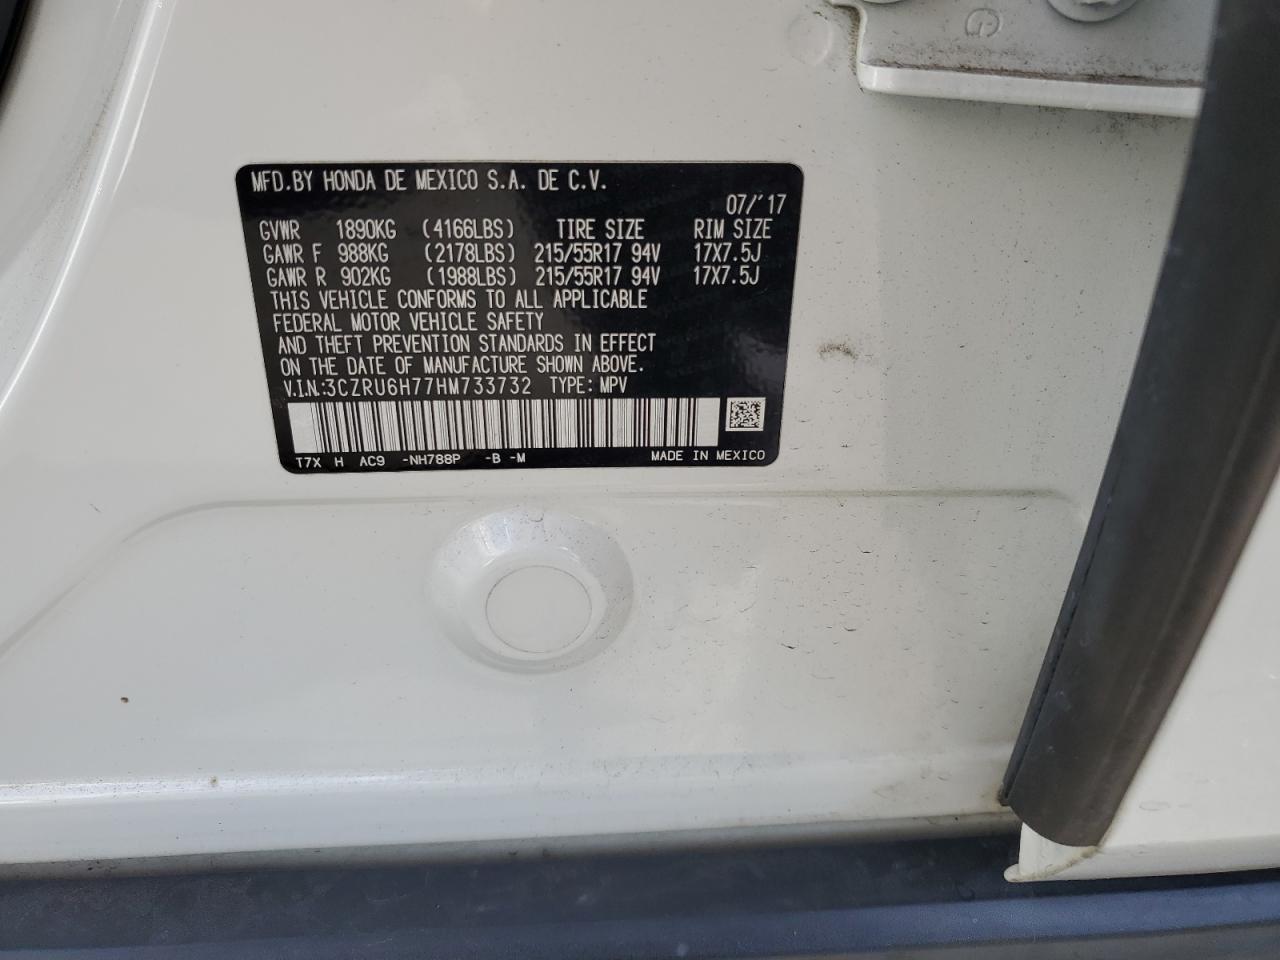 MFD.BY HONDA DE MEXICO S.A. DE C.V.
07/'17
GVWR 1890KG (4166LBS) TIRE SIZE RIM SIZE
GAWR F 988KG (2178LBS) 215/55R17 94V 17X7.5J
GAWR R 902KG (1988LBS) 215/55R17 94V 17X7.5J
THIS VEHICLE CONFORMS TO ALL APPLICABLE
FEDERAL MOTOR VEHICLE SAFETY
AND THEFT PREVENTION STANDARDS IN EFFECT
ON THE DATE OF MANUFACTURE SHOWN ABOVE.
V.I.N:3CZRU6H77HM733732 TYPE: MPV
T7X H AC9 -NH788P -B -M MADE IN MEXICO